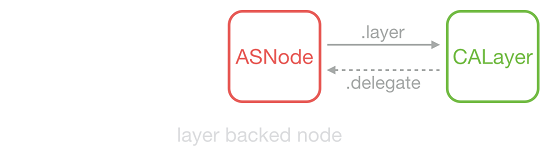 .layer
ASNode
CALayer
.delegate
layer backed node